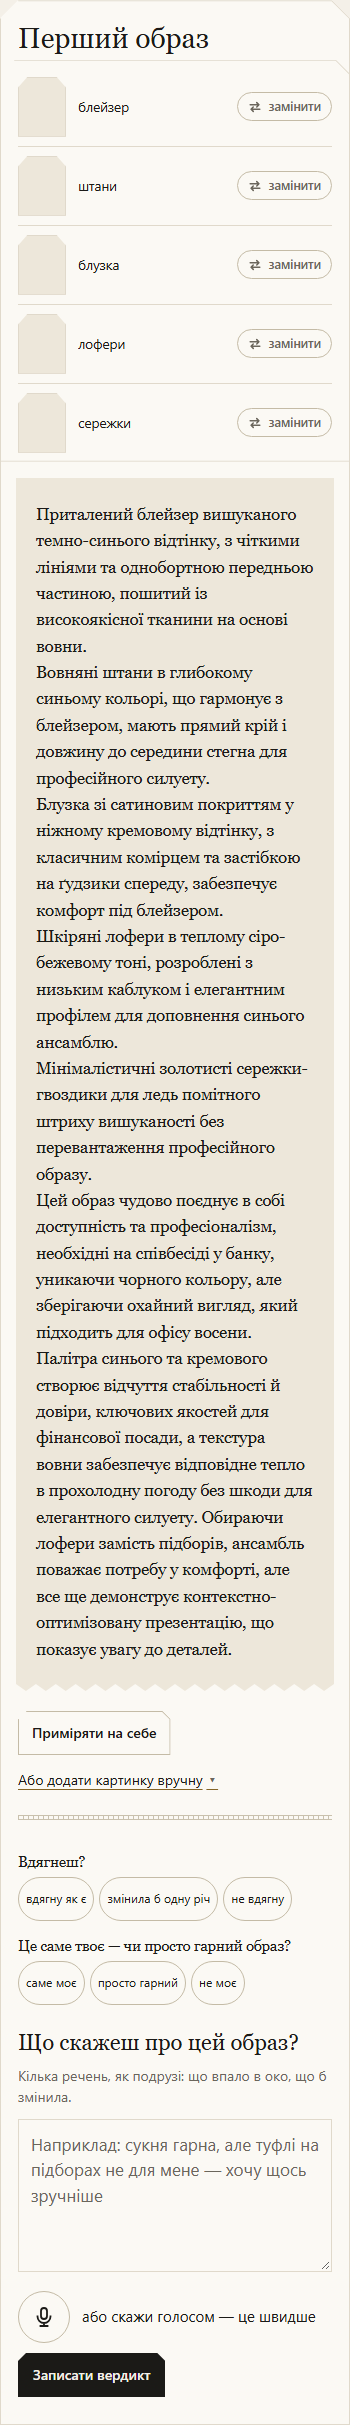 Перший образ
блейзер
замінити
штани
замінити
блузка
замінити
лофери
замінити
сережки
замінити
Приталений блейзер вишуканого
темно-синього відтінку, з чіткими
лініями та однобортною передньою
частиною, пошитий із
високоякісної тканини на основі
вовни.
Вовняні штани в глибокому
синьому кольорі, що гармонує з
блейзером, мають прямий крій і
довжину до середини стегна для
професійного силуету.
Блузка зі сатиновим покриттям у
ніжному кремовому відтінку, з
класичним комірцем та застібкою
на ґудзики спереду, забезпечує
комфорт під блейзером.
Шкіряні лофери в теплому сіро-
бежевому тоні, розроблені з
низьким каблуком і елегантним
профілем для доповнення синього
ансамблю.
Мінімалістичні золотисті сережки-
гвоздики для ледь помітного
штриху вишуканості без
перевантаження професійного
образу.
Цей образ чудово поєднує в собі
доступність та професіоналізм,
необхідні на співбесіді у банку,
уникаючи чорного кольору, але
зберігаючи охайний вигляд, який
підходить для офісу восени.
Палітра синього та кремового
створює відчуття стабільності й
довіри, ключових якостей для
фінансової посади, а текстура
вовни забезпечує відповідне тепло
в прохолодну погоду без шкоди для
елегантного силуету. Обираючи
лофери замість підборів, ансамбль
поважає потребу у комфорті, але
все ще демонструє контекстно-
оптимізовану презентацію, що
показує увагу до деталей.
Приміряти на себе
Або додати картинку вручну
Вдягнеш?
вдягну як є
змінила б одну річ
не вдягну
Це саме твоє — чи просто гарний образ?
саме моє
просто гарний
не моє
Що скажеш про цей образ?
Кілька речень, як подрузі: що впало в око, що б
змінила.
Наприклад: сукня гарна, але туфлі на
підборах не для мене — хочу щось
зручніше
або скажи голосом — це швидше
Записати вердикт